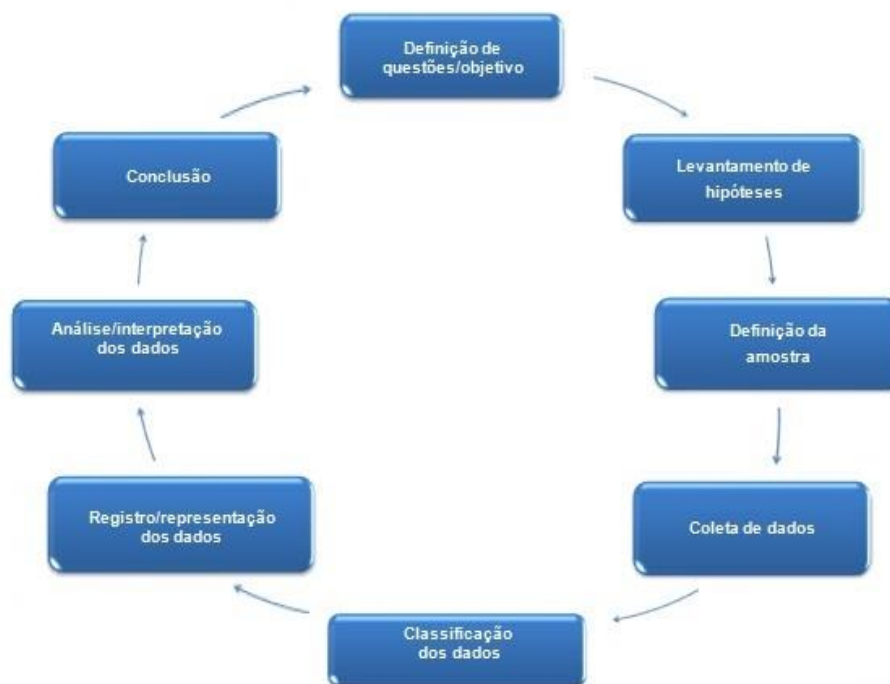 Definição de
questões/objetivo
Levantamento de
hipóteses
Definição da
amostra
Coleta de dados
Classificação
dos dados
Registro/representação
dos dados
Análise/interpretação
dos dados
Conclusão